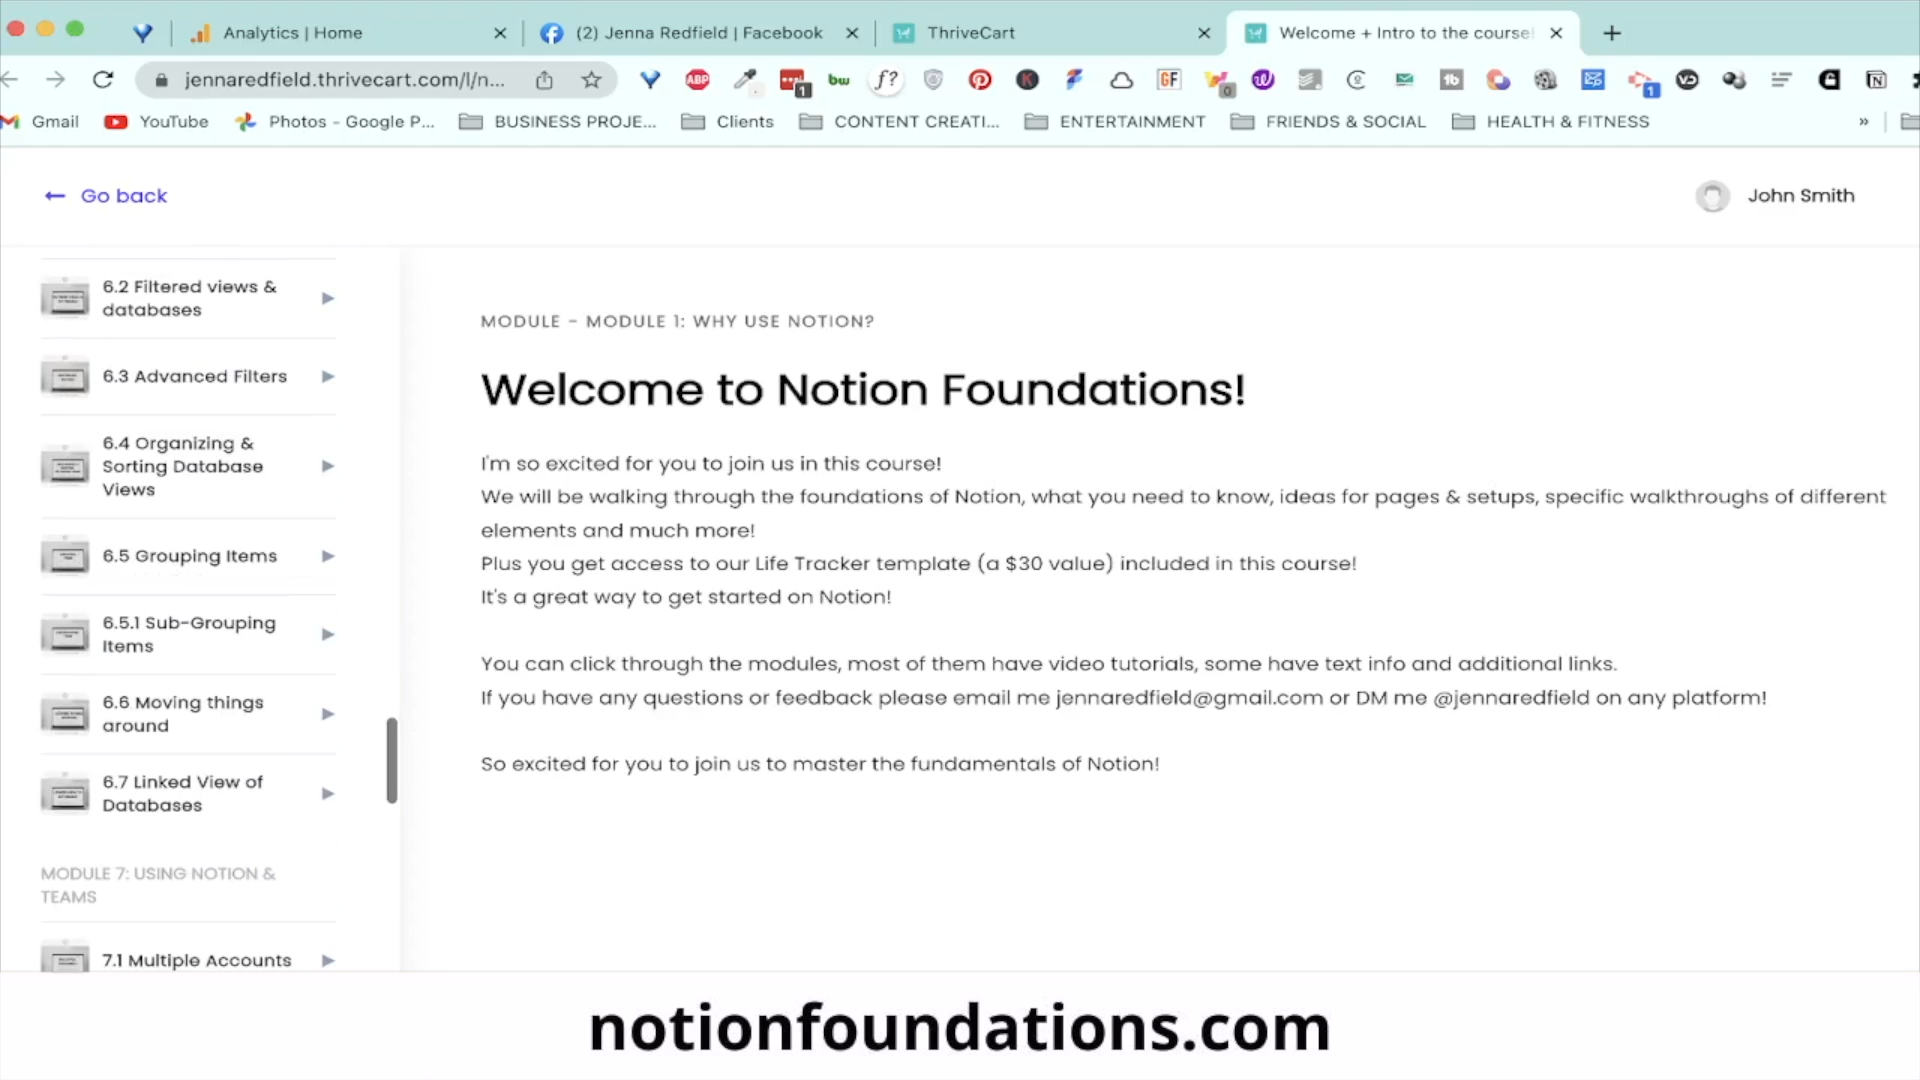 Analytics | Home
(2) Jenna Redfield | Facebook
ThriveCart
Welcome + Intro to the course!
jennaredfield.thrivecart.com/l/n...
ABP
1
bw
f?
K
GF
0
1b
1
VD
Gmail
YouTube
Photos - Google P...
BUSINESS PROJE...
Clients
CONTENT CREATI...
ENTERTAINMENT
FRIENDS & SOCIAL
HEALTH & FITNESS
»
← Go back
John Smith
6.2 Filtered views &
databases
6.3 Advanced Filters
6.4 Organizing &
Sorting Database
Views
6.5 Grouping Items
6.5.1 Sub-Grouping
Items
6.6 Moving things
around
6.7 Linked View of
Databases
MODULE 7: USING NOTION &
TEAMS
7.1 Multiple Accounts
MODULE - MODULE 1: WHY USE NOTION?
Welcome to Notion Foundations!
I'm so excited for you to join us in this course!
We will be walking through the foundations of Notion, what you need to know, ideas for pages & setups, specific walkthroughs of different
elements and much more!
Plus you get access to our Life Tracker template (a $30 value) included in this course!
It's a great way to get started on Notion!
You can click through the modules, most of them have video tutorials, some have text info and additional links.
If you have any questions or feedback please email me jennaredfield@gmail.com or DM me @jennaredfield on any platform!
So excited for you to join us to master the fundamentals of Notion!
notionfoundations.com